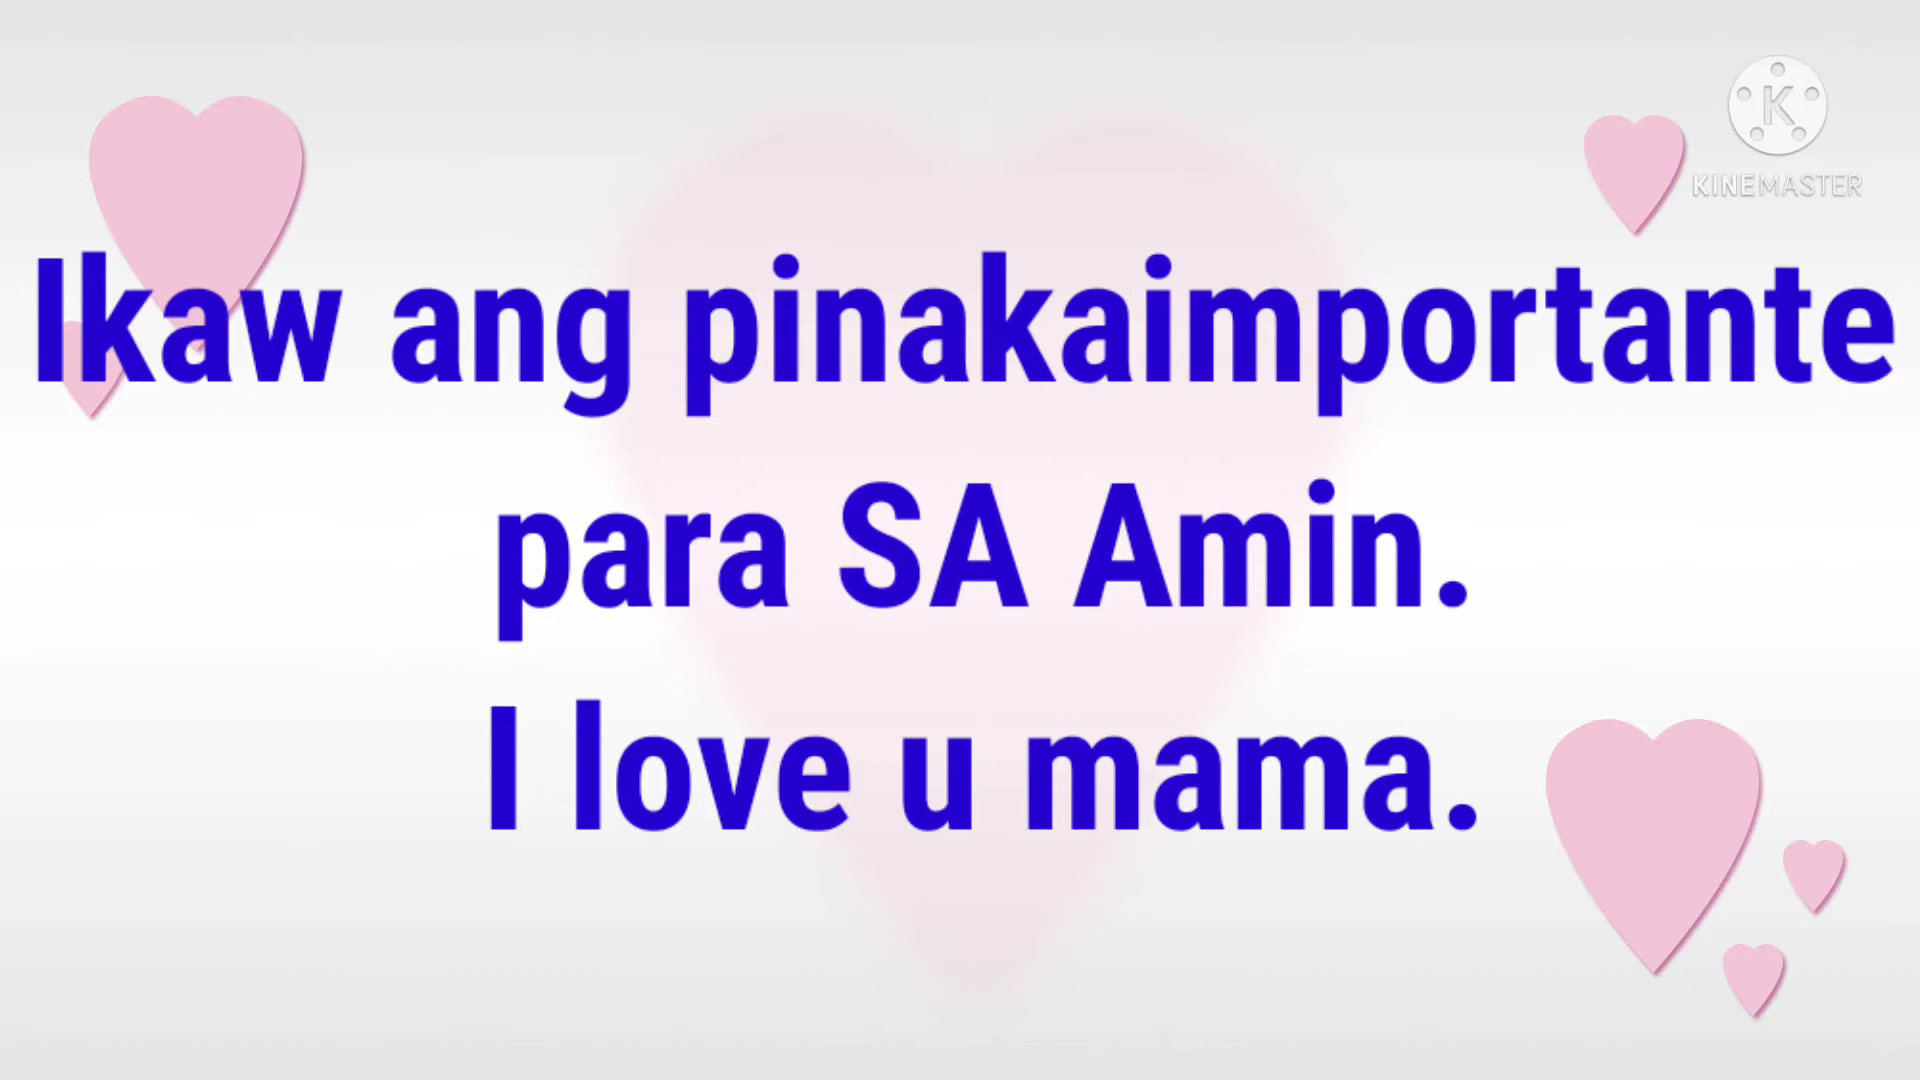 K
KINEMASTER
Ikaw ang pinakaimportante
para SA Amin.
I love u mama.